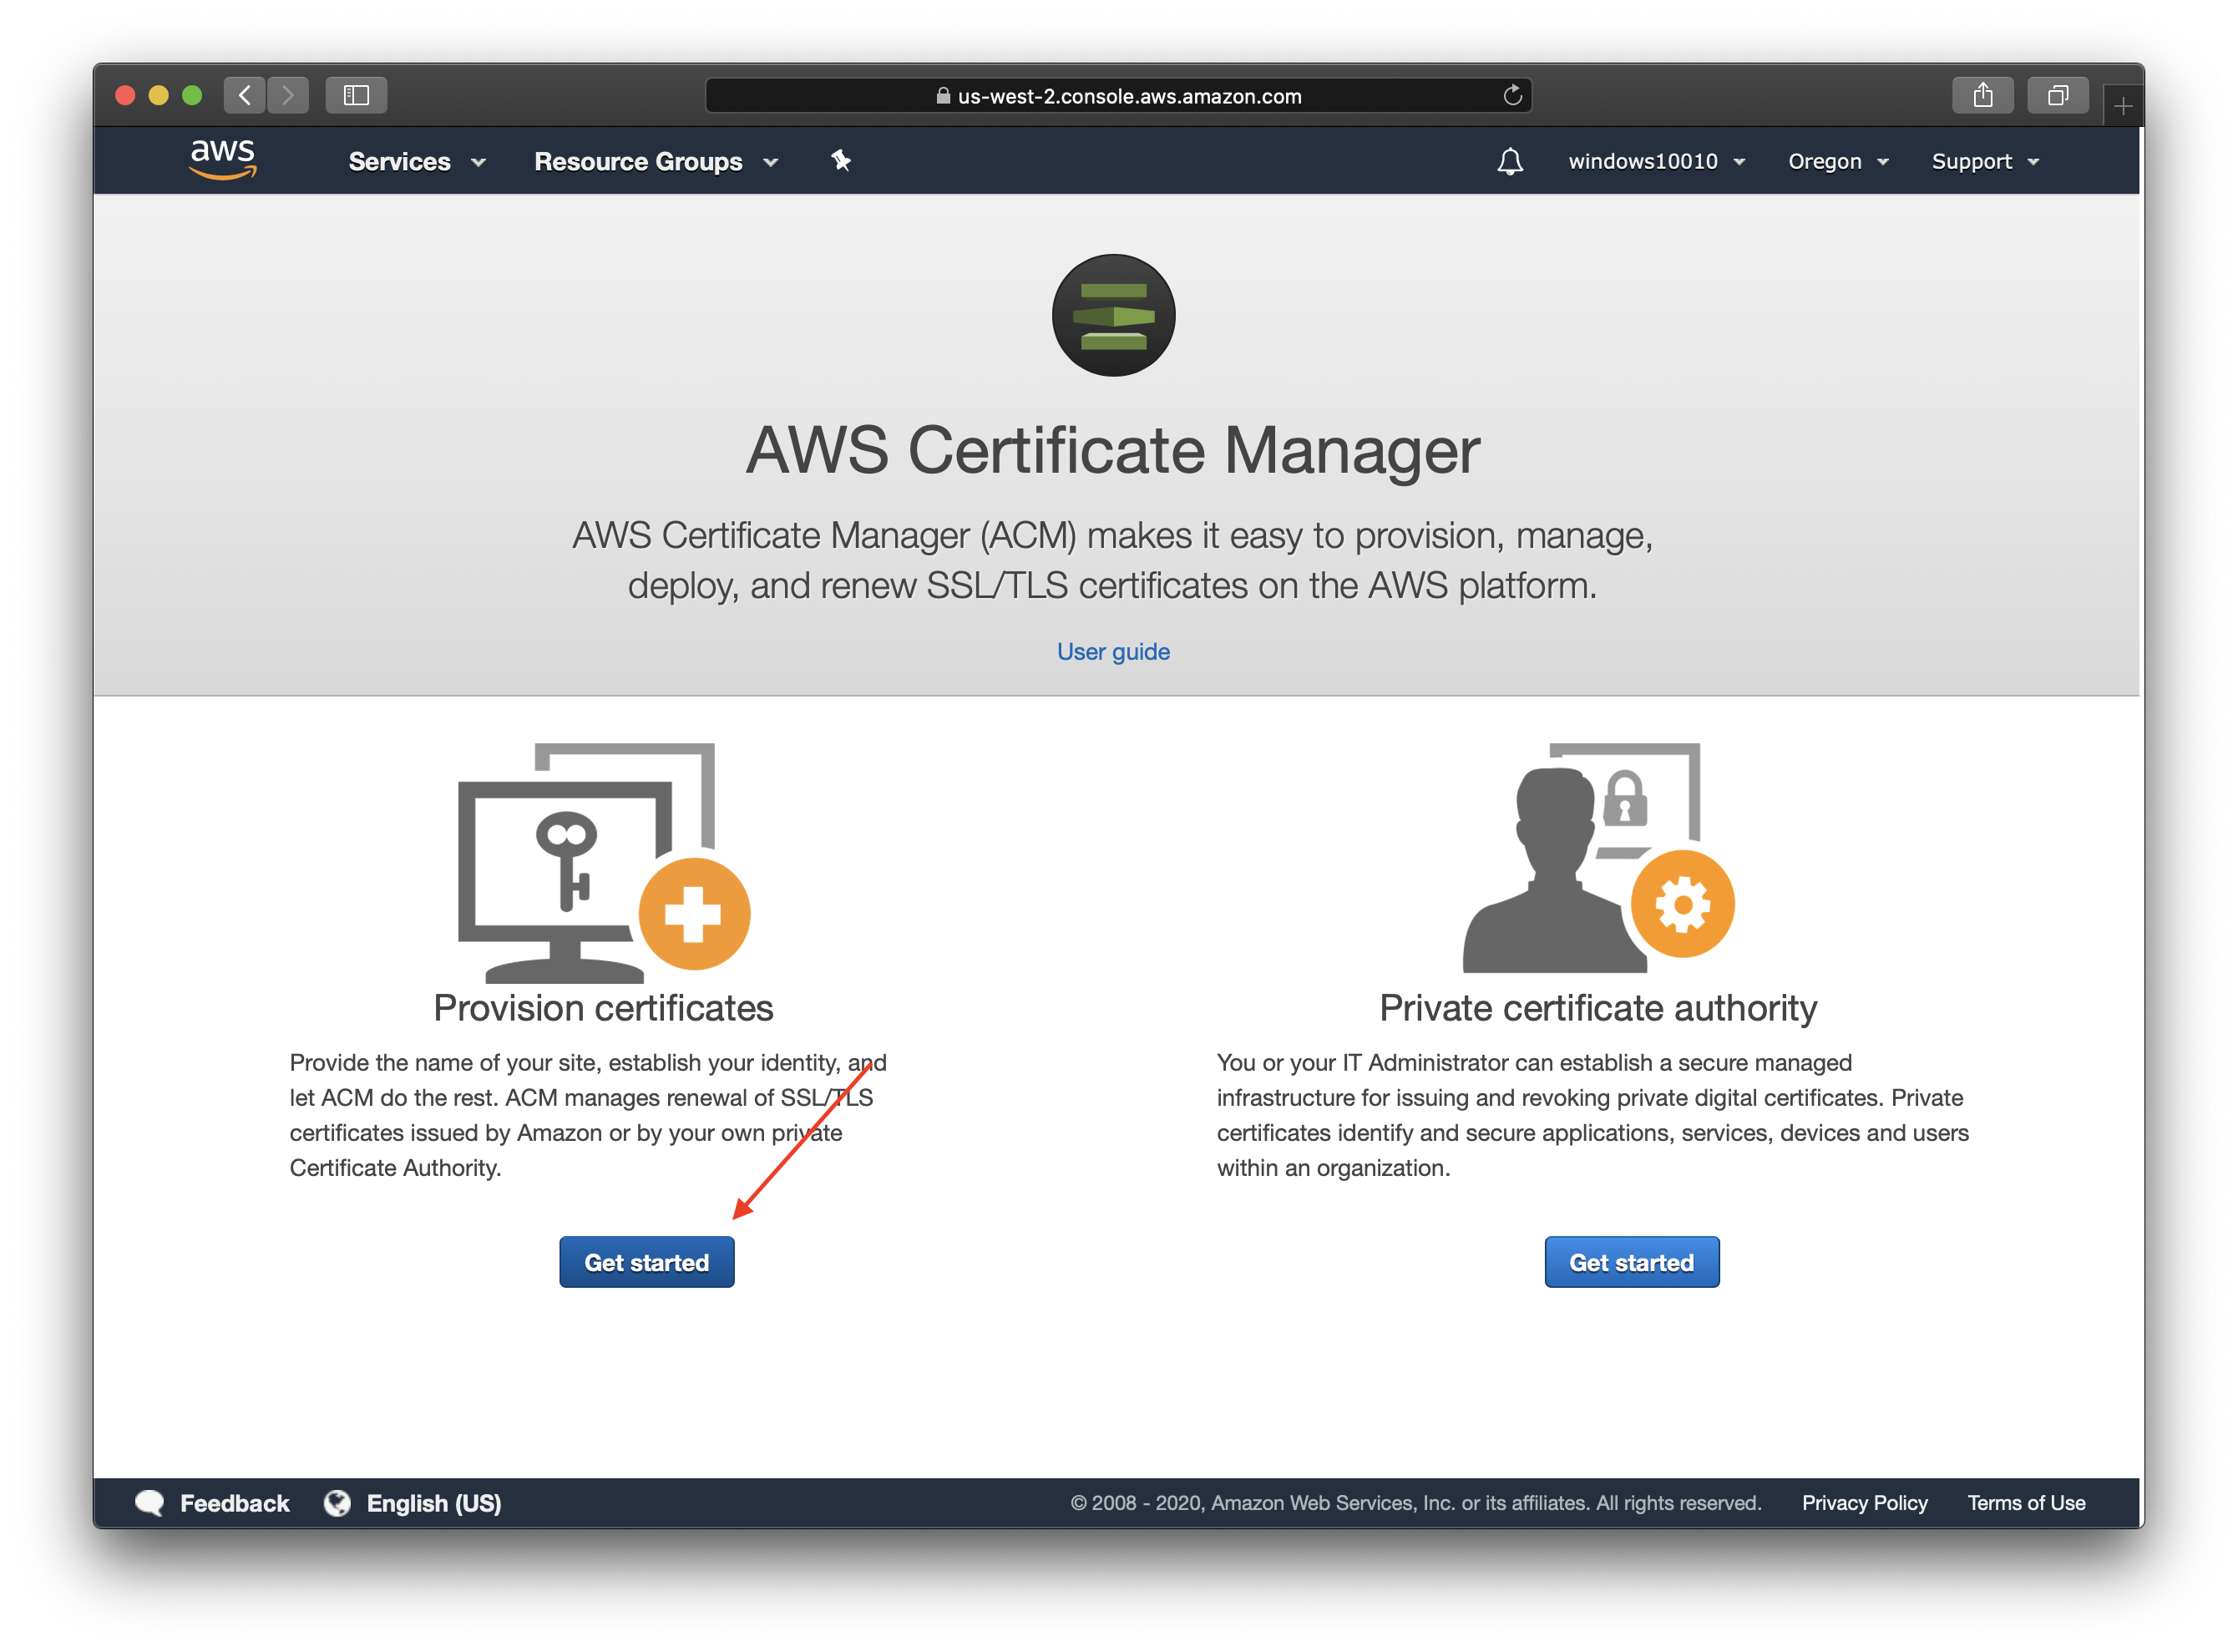 us-west-2.console.aws.amazon.com
aws Services Resource Groups windows10010 Oregon Support
AWS Certificate Manager
AWS Certificate Manager (ACM) makes it easy to provision, manage,
deploy, and renew SSL/TLS certificates on the AWS platform.
User guide
Provision certificates
Provide the name of your site, establish your identity, and
let ACM do the rest. ACM manages renewal of SSL/TLS
certificates issued by Amazon or by your own private
Certificate Authority.
Get started
Private certificate authority
You or your IT Administrator can establish a secure managed
infrastructure for issuing and revoking private digital certificates. Private
certificates identify and secure applications, services, devices and users
within an organization.
Get started
Feedback English (US) © 2008 - 2020, Amazon Web Services, Inc. or its affiliates. All rights reserved. Privacy Policy Terms of Use